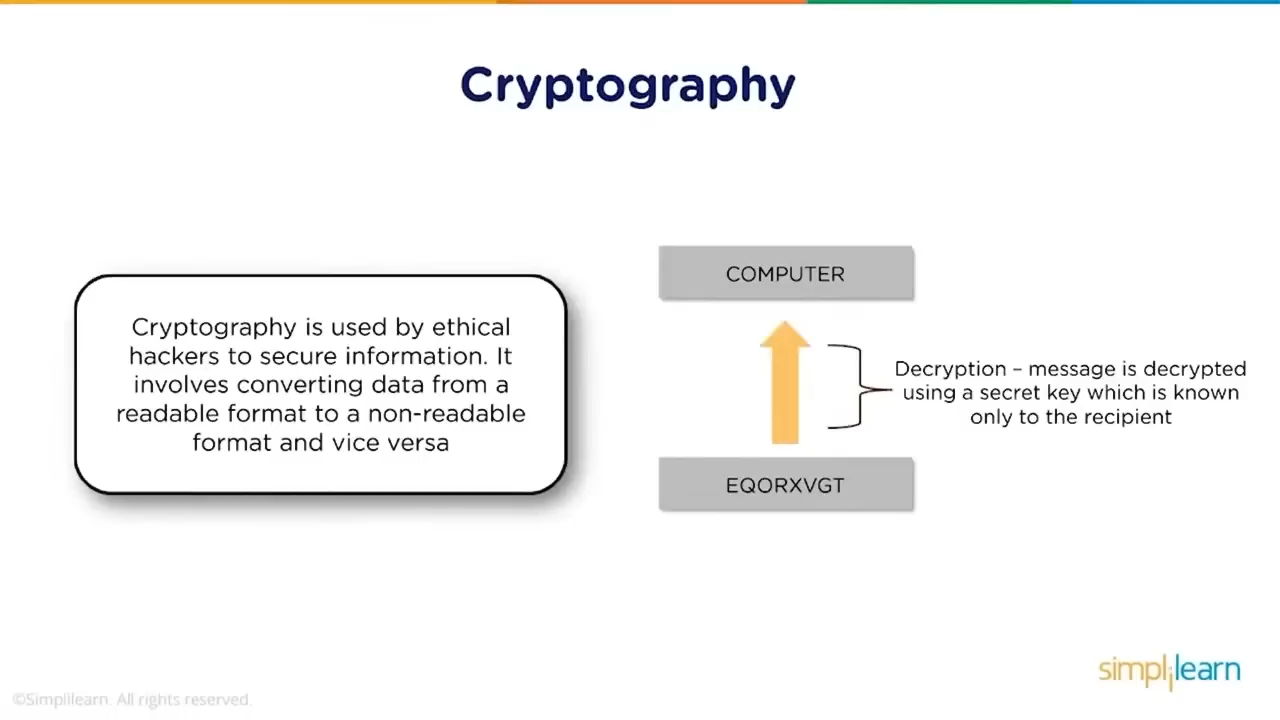 Cryptography
Cryptography is used by ethical
hackers to secure information. It
involves converting data from a
readable format to a non-readable
format and vice versa
COMPUTER
Decryption – message is decrypted
using a secret key which is known
only to the recipient
EQORXVGT
simplilearn
©Simplilearn. All rights reserved.